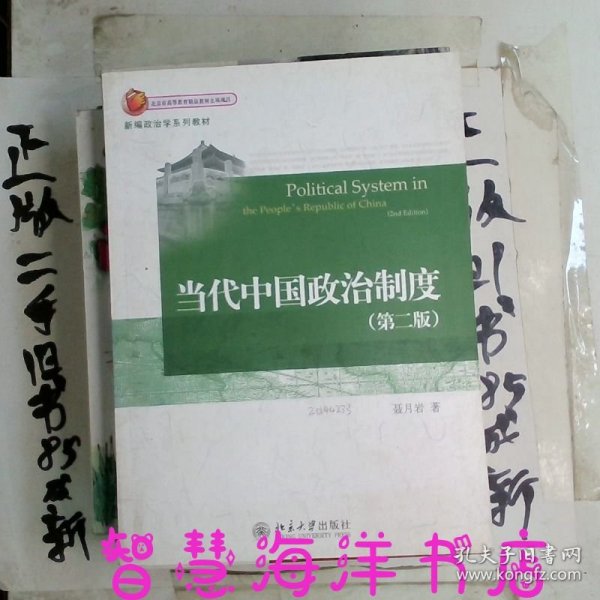 北京市高等教育精品教材立项项目
新编政治学系列教材
Political System in
the People's Republic of China
(2nd Edition)
当代中国政治制度
(第二版)
聂月岩 著
北京大学出版社
正版二手旧书85成新
正版旧书85成新
智慧海洋书店
孔夫子旧书网
www.kongfz.com